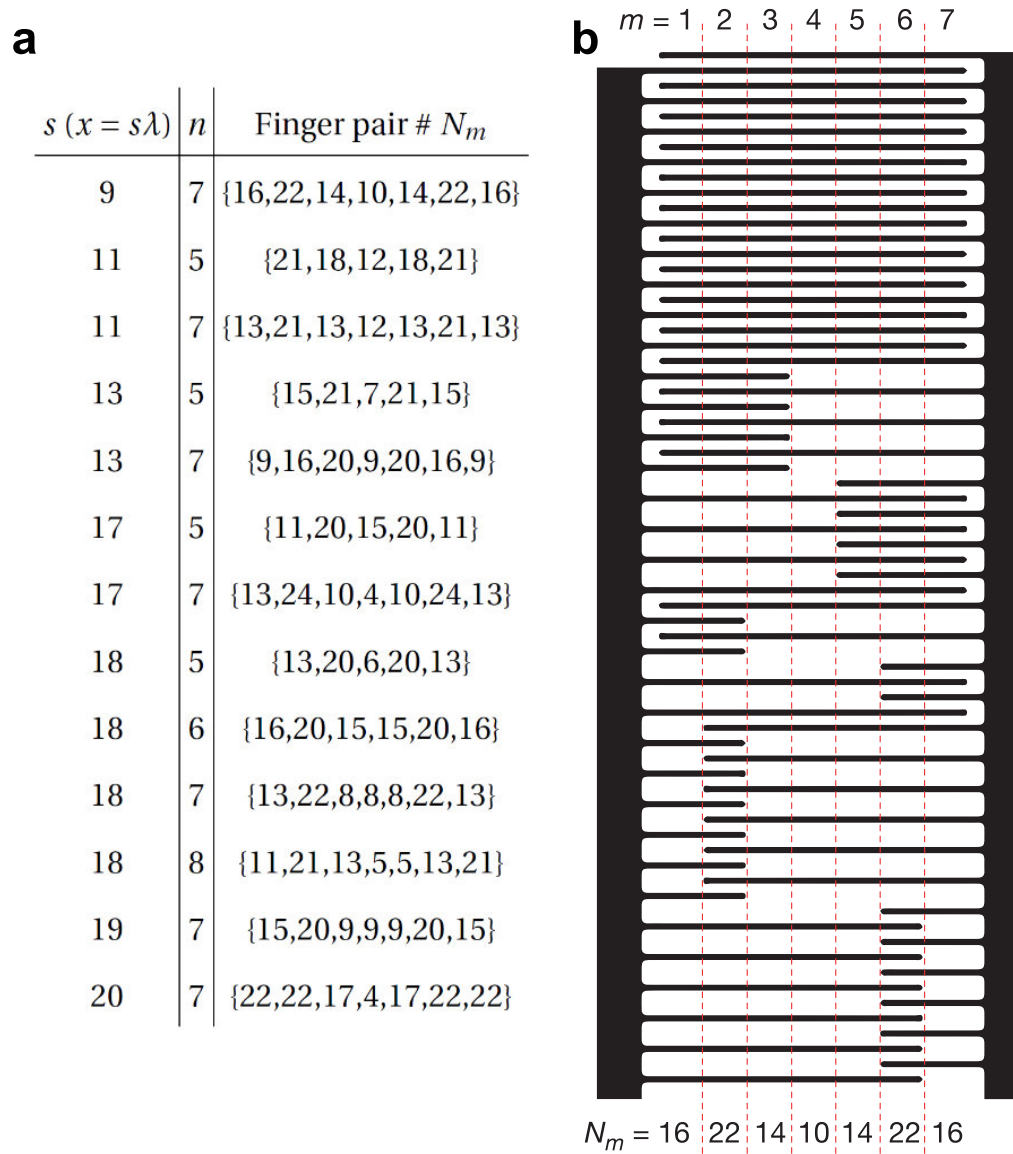 a
s (x = sλ) n Finger pair # Nm
9 7 {16,22,14,10,14,22,16}
11 5 {21,18,12,18,21}
11 7 {13,21,13,12,13,21,13}
13 5 {15,21,7,21,15}
13 7 {9,16,20,9,20,16,9}
17 5 {11,20,15,20,11}
17 7 {13,24,10,4,10,24,13}
18 5 {13,20,6,20,13}
18 6 {16,20,15,15,20,16}
18 7 {13,22,8,8,8,22,13}
18 8 {11,21,13,5,5,13,21}
19 7 {15,20,9,9,9,20,15}
20 7 {22,22,17,4,17,22,22}
b
m = 1 2 3 4 5 6 7
Nm = 16 22 14 10 14 22 16